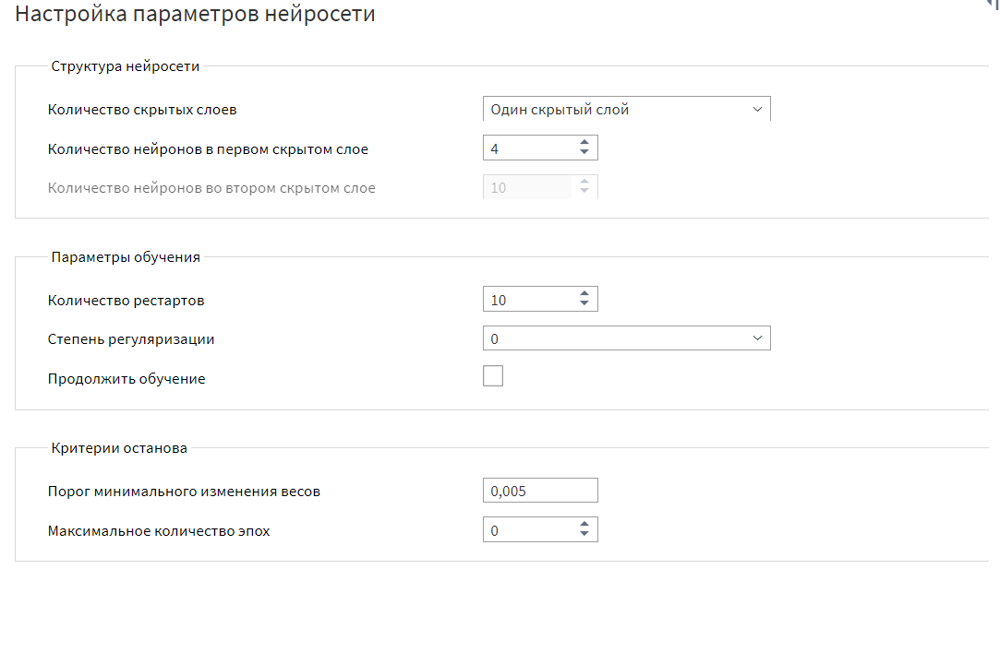 Настройка параметров нейросети
Структура нейросети
Количество скрытых слоев Один скрытый слой
Количество нейронов в первом скрытом слое 4
Количество нейронов во втором скрытом слое 10
Параметры обучения
Количество рестартов 10
Степень регуляризации 0
Продолжить обучение
Критерии останова
Порог минимального изменения весов 0,005
Максимальное количество эпох 0